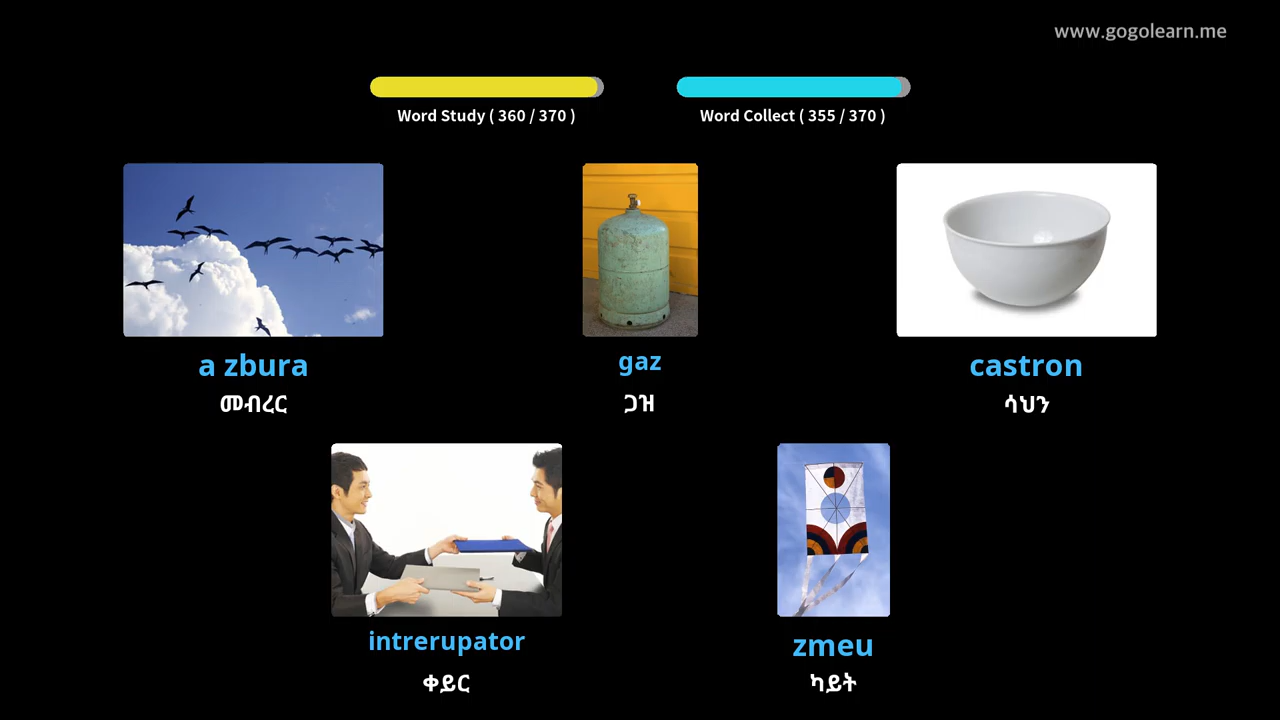 www.gogolearn.me
Word Study ( 360 / 370 )
Word Collect ( 355 / 370 )
a zbura
መብረር
gaz
ጋዝ
castron
ሳህን
intrerupator
ቀይር
zmeu
ካይት